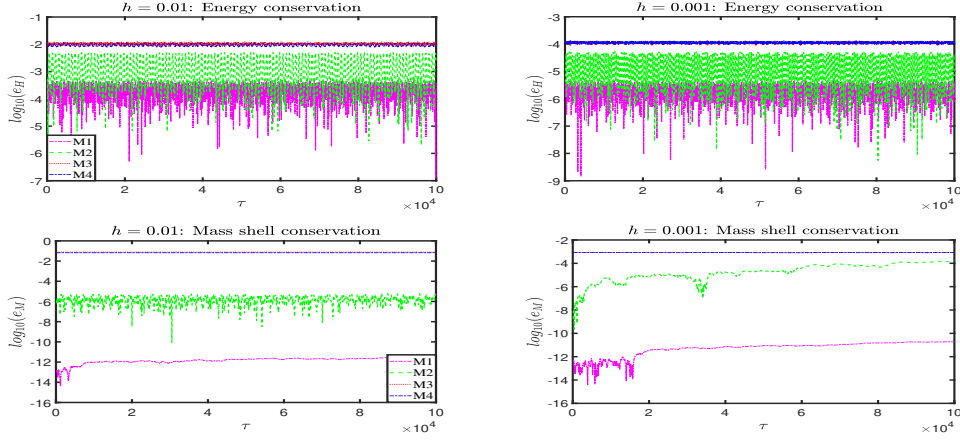 h = 0.01: Energy conservation
log10(eH)
-1
-2
-3
-4
-5
-6
-7
M1
M2
M3
M4
0
2
4
6
8
10
τ
×10^4
h = 0.001: Energy conservation
log10(eH)
-3
-4
-5
-6
-7
-8
-9
0
2
4
6
8
10
τ
×10^4
h = 0.01: Mass shell conservation
log10(eM)
0
-2
-4
-6
-8
-10
-12
-14
-16
M1
M2
M3
M4
0
2
4
6
8
10
τ
×10^4
h = 0.001: Mass shell conservation
log10(eM)
-2
-4
-6
-8
-10
-12
-14
-16
0
2
4
6
8
10
τ
×10^4